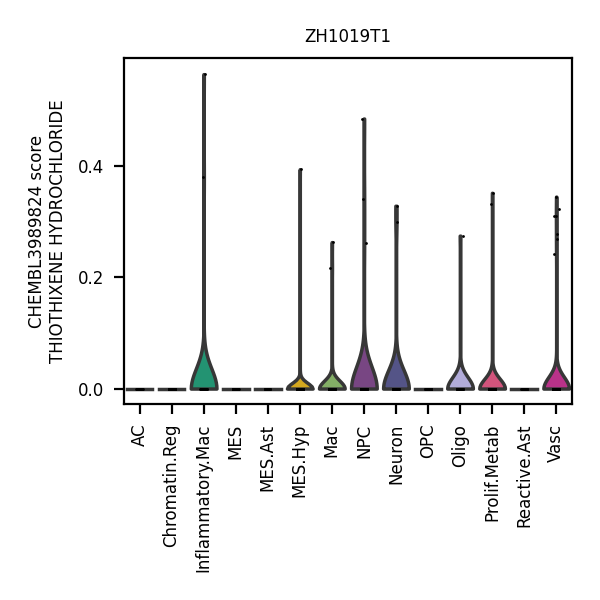 ZH1019T1
CHEMBL3989824 score
THIOTHIXENE HYDROCHLORIDE
0.4
0.2
0.0
AC
Chromatin.Reg
Inflammatory.Mac
MES
MES.Ast
MES.Hyp
Mac
NPC
Neuron
OPC
Oligo
Prolif.Metab
Reactive.Ast
Vasc